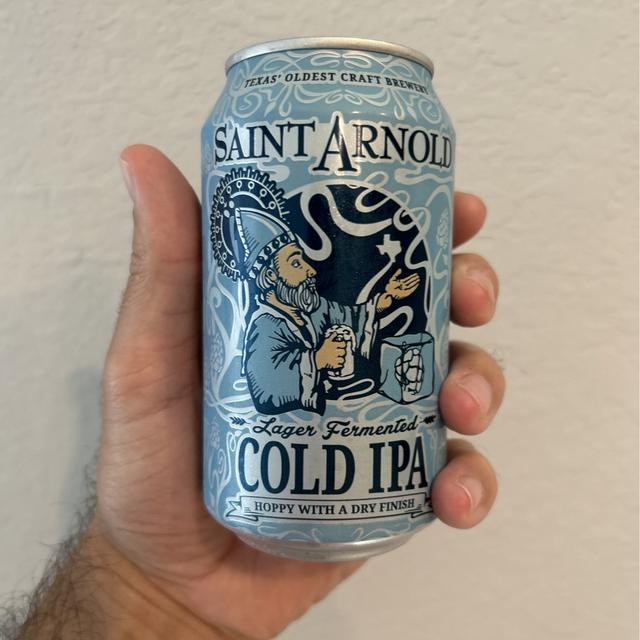 TEXAS' OLDEST CRAFT BREWERY
SAINT ARNOLD
Lager Fermented
COLD IPA
HOPPY WITH A DRY FINISH